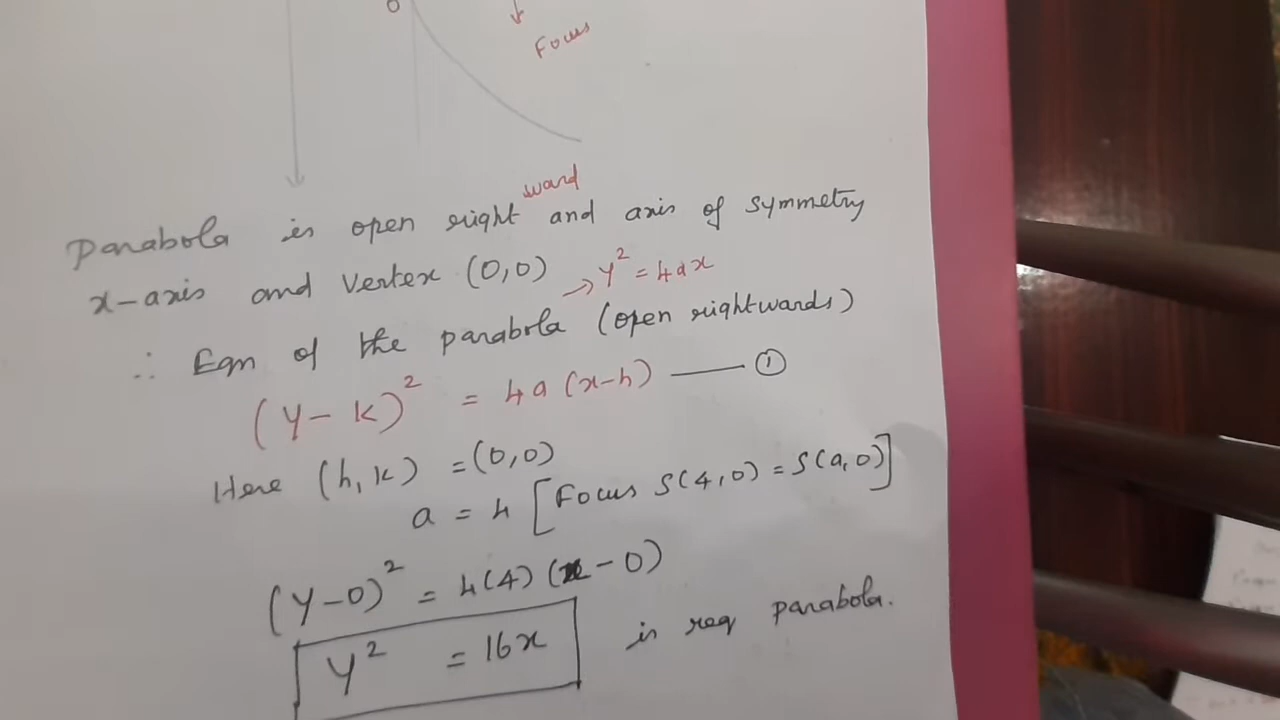 0
Focus
Parabola is open right ward and axis of symmetry
x-axis and Vertex (0,0) → y² = 4ax
∴ Eqn of the parabola (open rightwards)
(y-k)² = 4a (x-h) —— ①
Here (h,k) = (0,0)
a = 4 [Focus S(4,0) = S(a,0)]
(y-0)² = 4(4) (x-0)
y² = 16x is req parabola.